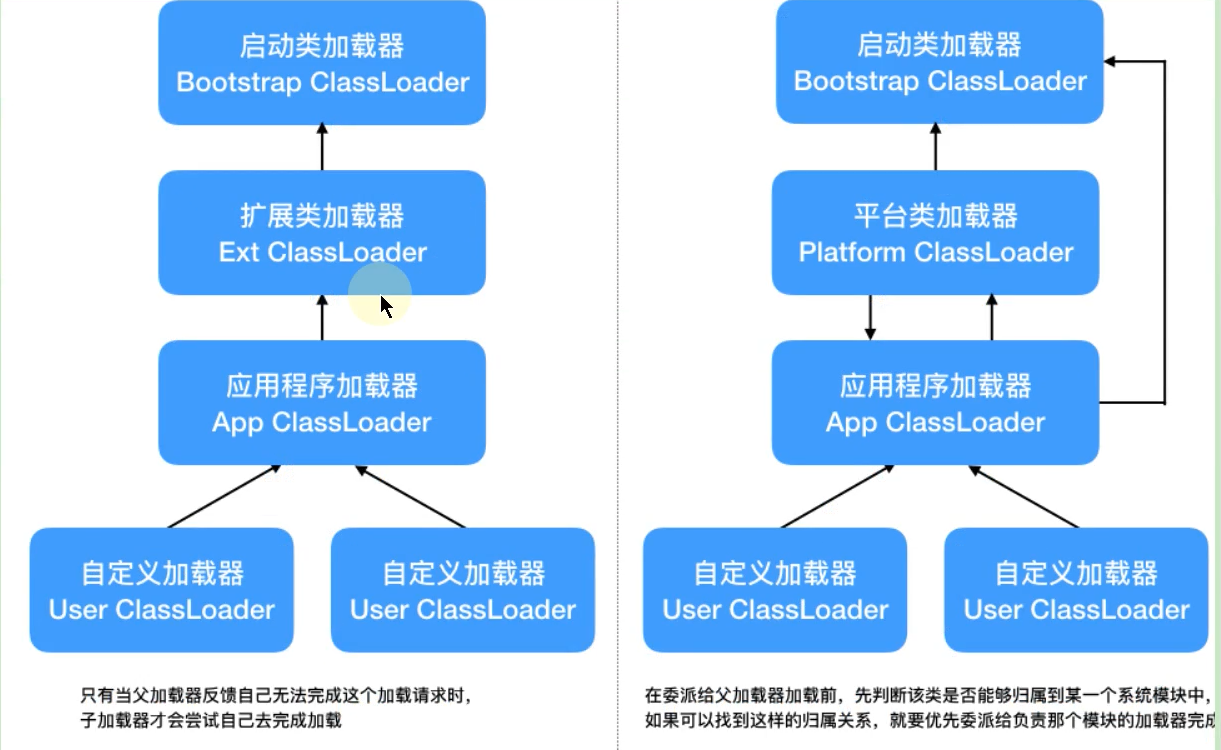 启动类加载器
Bootstrap ClassLoader
扩展类加载器
Ext ClassLoader
应用程序加载器
App ClassLoader
自定义加载器
User ClassLoader
自定义加载器
User ClassLoader
只有当父加载器反馈自己无法完成这个加载请求时，
子加载器才会尝试自己去完成加载
启动类加载器
Bootstrap ClassLoader
平台类加载器
Platform ClassLoader
应用程序加载器
App ClassLoader
自定义加载器
User ClassLoader
自定义加载器
User ClassLoader
在委派给父加载器加载前，先判断该类是否能够归属到某一个系统模块中，
如果可以找到这样的归属关系，就要优先委派给负责那个模块的加载器完成